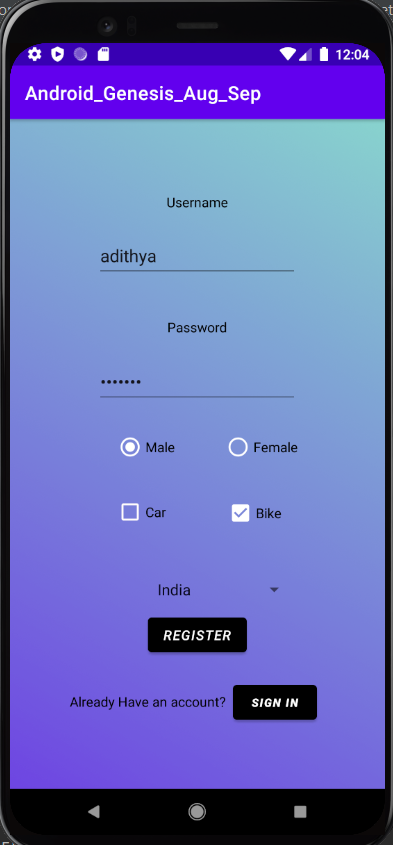 12:04
Android_Genesis_Aug_Sep
Username
adithya
Password
•••••••
Male Female
Car Bike
India
REGISTER
Already Have an account? SIGN IN